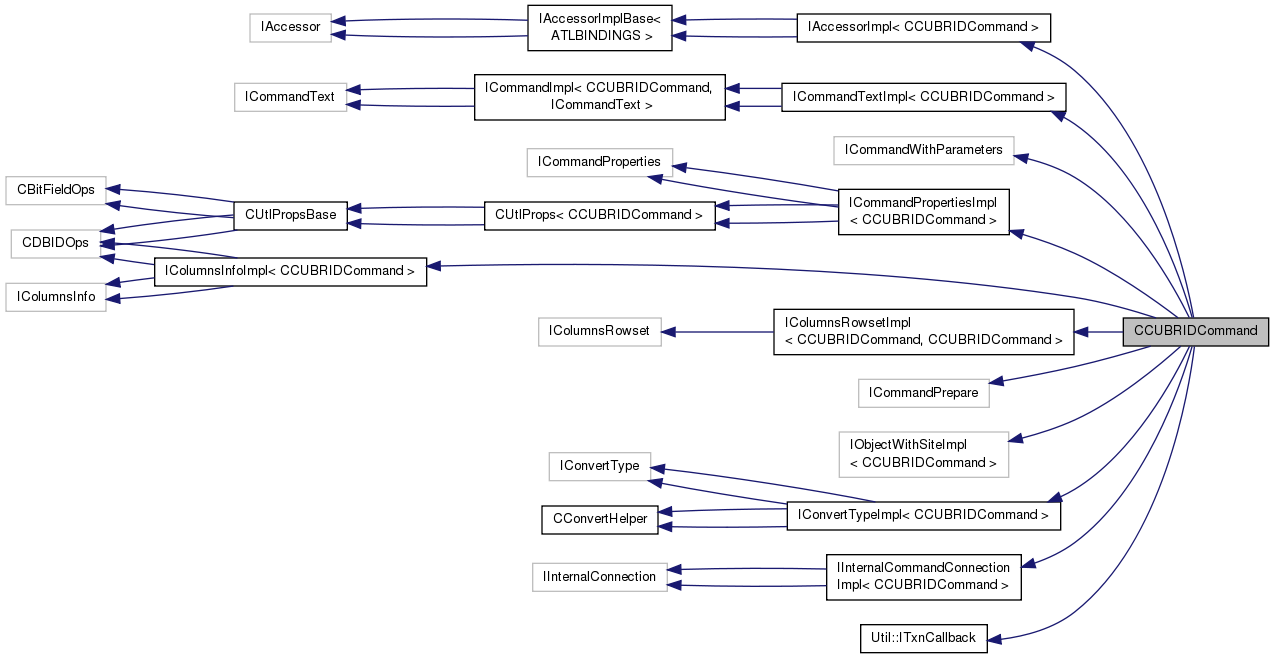 IAccessor
IAccessorImplBase<
ATLBINDINGS >
IAccessorImpl< CCUBRIDCommand >
ICommandText
ICommandImpl< CCUBRIDCommand,
ICommandText >
ICommandTextImpl< CCUBRIDCommand >
ICommandWithParameters
ICommandProperties
CBitFieldOps
CUtlPropsBase
CUtlProps< CCUBRIDCommand >
ICommandPropertiesImpl
< CCUBRIDCommand >
CDBIDOps
IColumnsInfoImpl< CCUBRIDCommand >
IColumnsInfo
IColumnsRowset
IColumnsRowsetImpl
< CCUBRIDCommand, CCUBRIDCommand >
CCUBRIDCommand
ICommandPrepare
IObjectWithSiteImpl
< CCUBRIDCommand >
IConvertType
CConvertHelper
IConvertTypeImpl< CCUBRIDCommand >
IInternalConnection
IInternalCommandConnection
Impl< CCUBRIDCommand >
Util::ITxnCallback